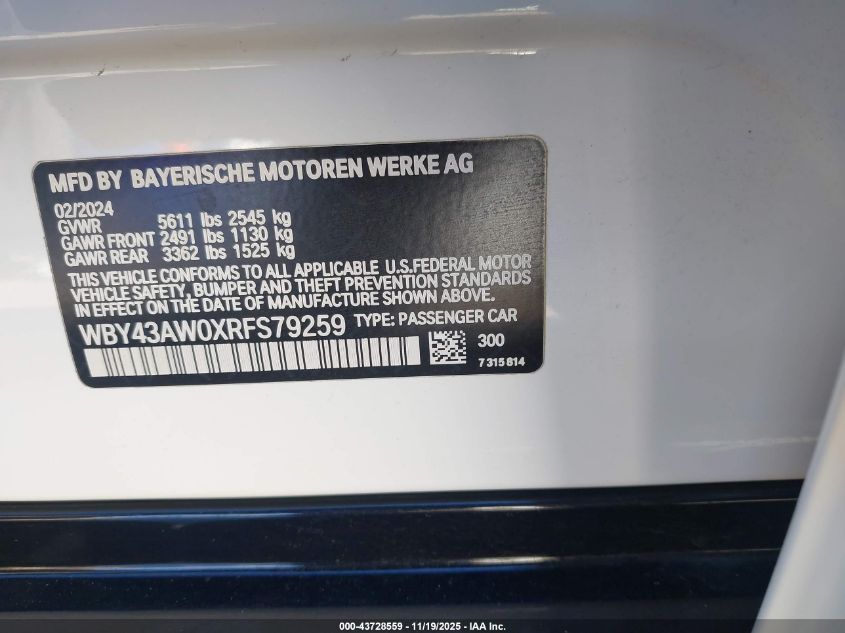 MFD BY BAYERISCHE MOTOREN WERKE AG
02/2024
GVWR 5611 lbs 2545 kg
GAWR FRONT 2491 lbs 1130 kg
GAWR REAR 3362 lbs 1525 kg
THIS VEHICLE CONFORMS TO ALL APPLICABLE U.S.FEDERAL MOTOR
VEHICLE SAFETY, BUMPER AND THEFT PREVENTION STANDARDS
IN EFFECT ON THE DATE OF MANUFACTURE SHOWN ABOVE.
WBY43AW0XRFS79259 TYPE: PASSENGER CAR
300
7 315 814
000-43728559 - 11/19/2025 - IAA Inc.